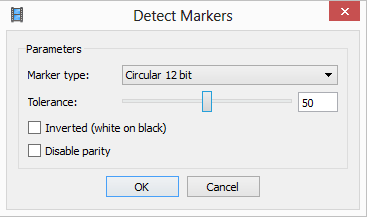 Detect Markers
Parameters
Marker type: Circular 12 bit
Tolerance: 50
Inverted (white on black)
Disable parity
OK Cancel